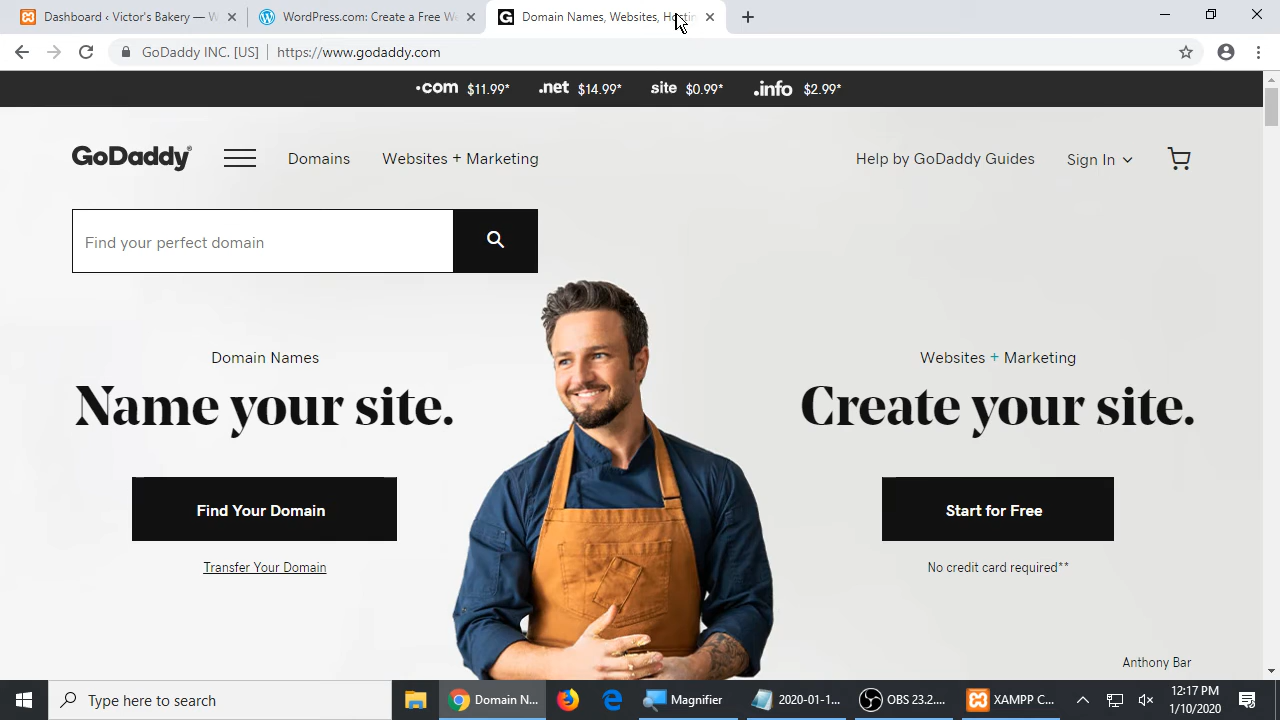 Dashboard ‹ Victor's Bakery — W
WordPress.com: Create a Free W
Domain Names, Websites, Hostin
GoDaddy INC. [US] https://www.godaddy.com
.com $11.99* .net $14.99* site $0.99* .info $2.99*
GoDaddy Domains Websites + Marketing Help by GoDaddy Guides Sign In
Find your perfect domain
Domain Names
Name your site.
Find Your Domain
Transfer Your Domain
Websites + Marketing
Create your site.
Start for Free
No credit card required**
Anthony Bar
Type here to search
Domain N...
Magnifier
2020-01-1...
OBS 23.2....
XAMPP C...
12:17 PM
1/10/2020